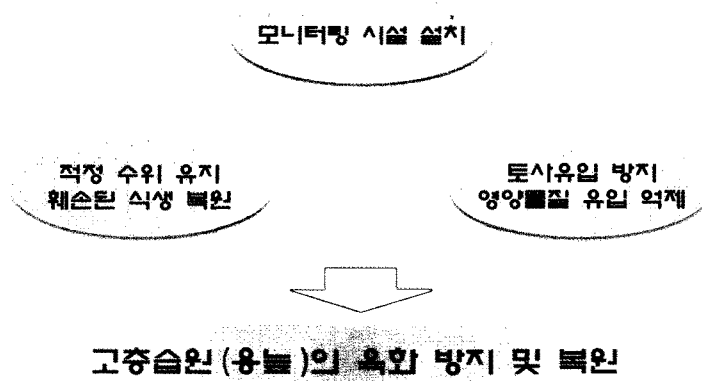 모니터링 시설 설치
적정 수위 유지
훼손된 식생 복원
토사유입 방지
영양물질 유입 억제
고층습원(용늪)의 육화 방지 및 복원